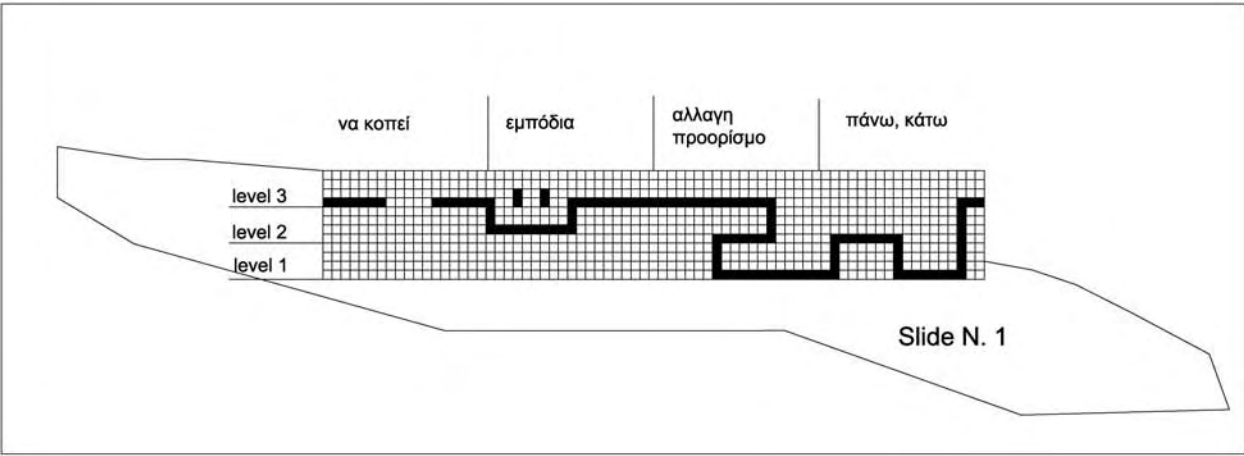 να κοπεί
εμπόδια
αλλαγη
προορίσμο
πάνω, κάτω
level 3
level 2
level 1
Slide N. 1